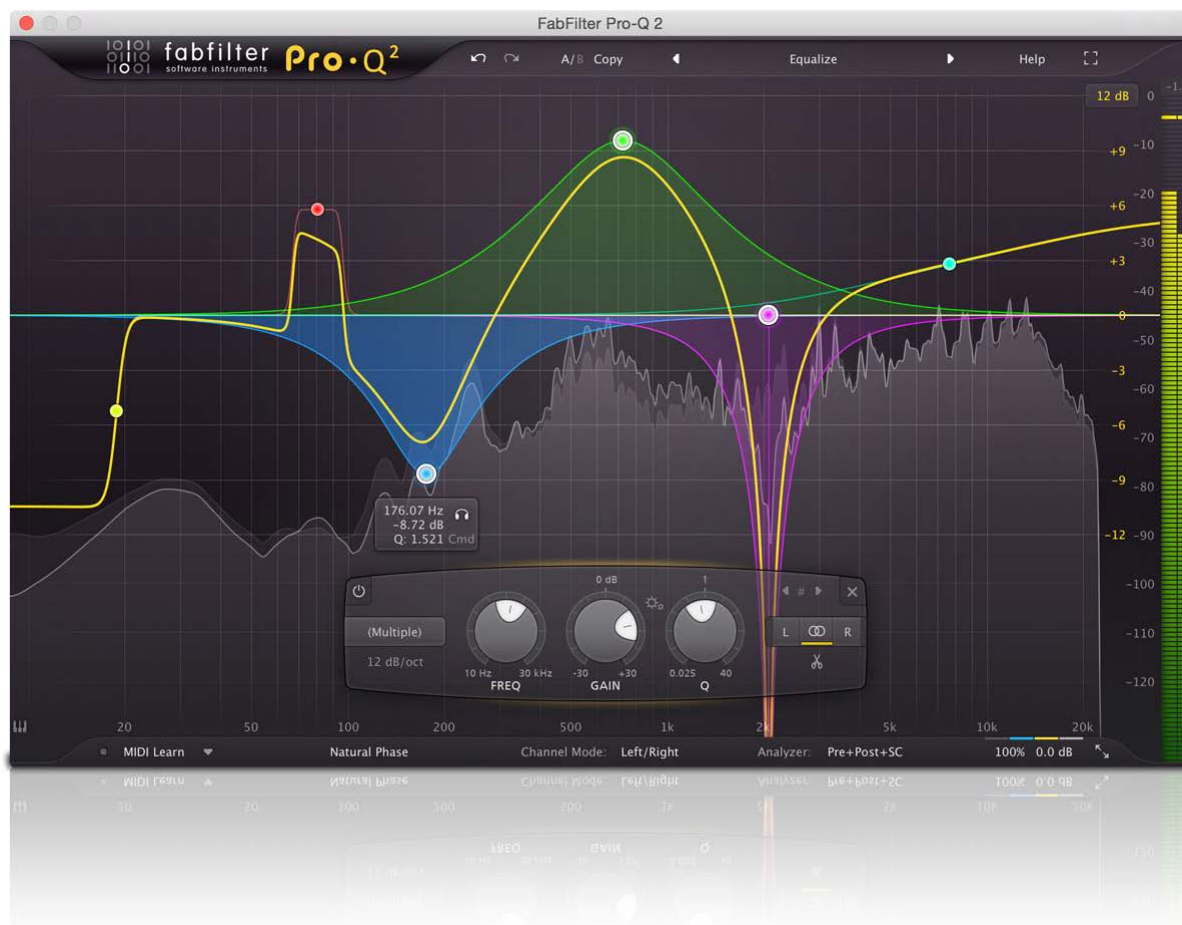 FabFilter Pro-Q 2
fabfilter
software instruments
Pro·Q²
A/B Copy
Equalize
Help
12 dB
0
+9
-10
-20
+6
-30
+3
-40
0
-50
-3
-60
-6
-70
-9
-80
-12
-90
-100
-110
-120
176.07 Hz
-8.72 dB
Q: 1.521 Cmd
0 dB
1
#
(Multiple)
12 dB/oct
L
R
10 Hz 30 kHz
-30 +30
0.025 40
FREQ
GAIN
Q
20 50 100 200 500 1k 2k 5k 10k 20k
MIDI Learn
Natural Phase
Channel Mode: Left/Right
Analyzer: Pre+Post+SC
100% 0.0 dB